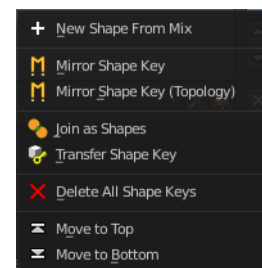 New Shape From Mix
Mirror Shape Key
Mirror Shape Key (Topology)
Join as Shapes
Transfer Shape Key
Delete All Shape Keys
Move to Top
Move to Bottom